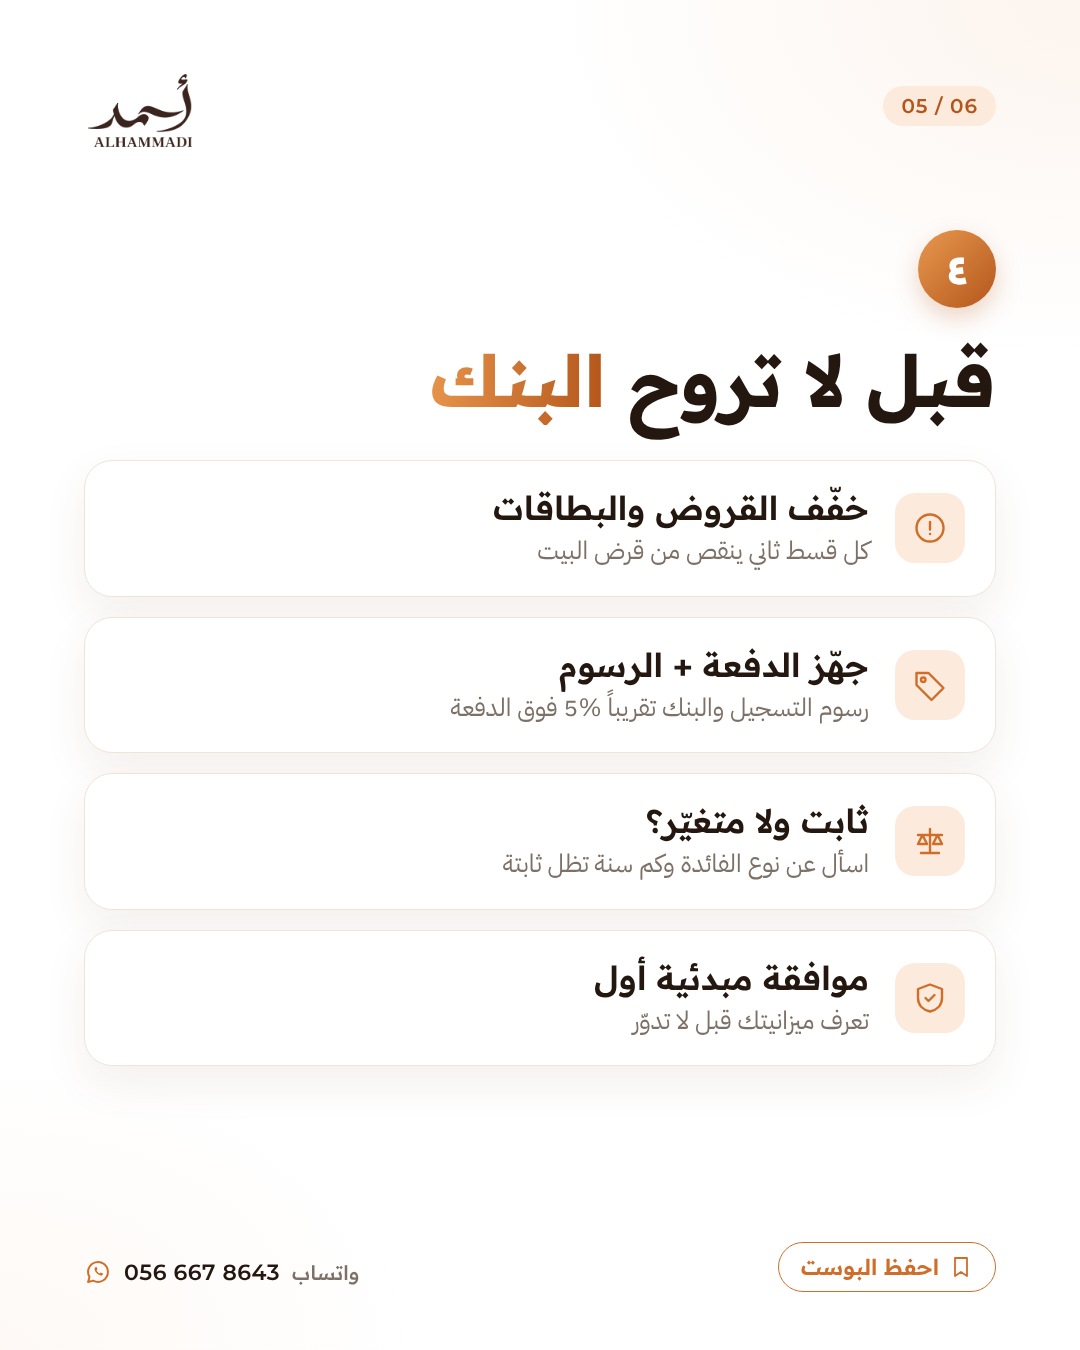 أحمد
ALHAMMADI
05 / 06
٤
قبل لا تروح البنك
خفّف القروض والبطاقات
كل قسط ثاني ينقص من قرض البيت
جهّز الدفعة + الرسوم
رسوم التسجيل والبنك تقريباً 5% فوق الدفعة
ثابت ولا متغيّر؟
اسأل عن نوع الفائدة وكم سنة تظل ثابتة
موافقة مبدئية أول
تعرف ميزانيتك قبل لا تدوّر
احفظ البوست
واتساب 056 667 8643